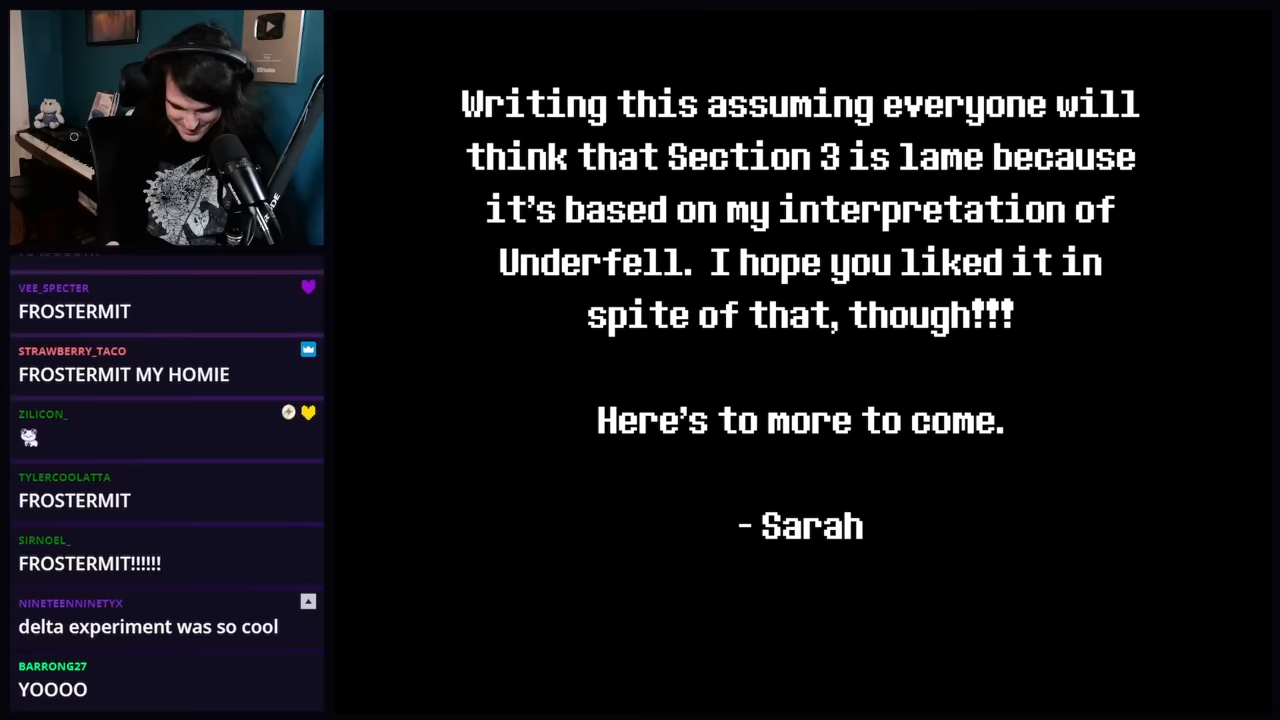 Writing this assuming everyone will
think that Section 3 is lame because
it's based on my interpretation of
Underfell. I hope you liked it in
spite of that, though!!!
Here's to more to come.
- Sarah
VEE_SPECTER
FROSTERMIT
STRAWBERRY_TACO
FROSTERMIT MY HOMIE
ZILICON_
TYLERCOOLATTA
FROSTERMIT
SIRNOEL_
FROSTERMIT!!!!!!
NINETEENNINETYX
delta experiment was so cool
BARRONG27
YOOOO